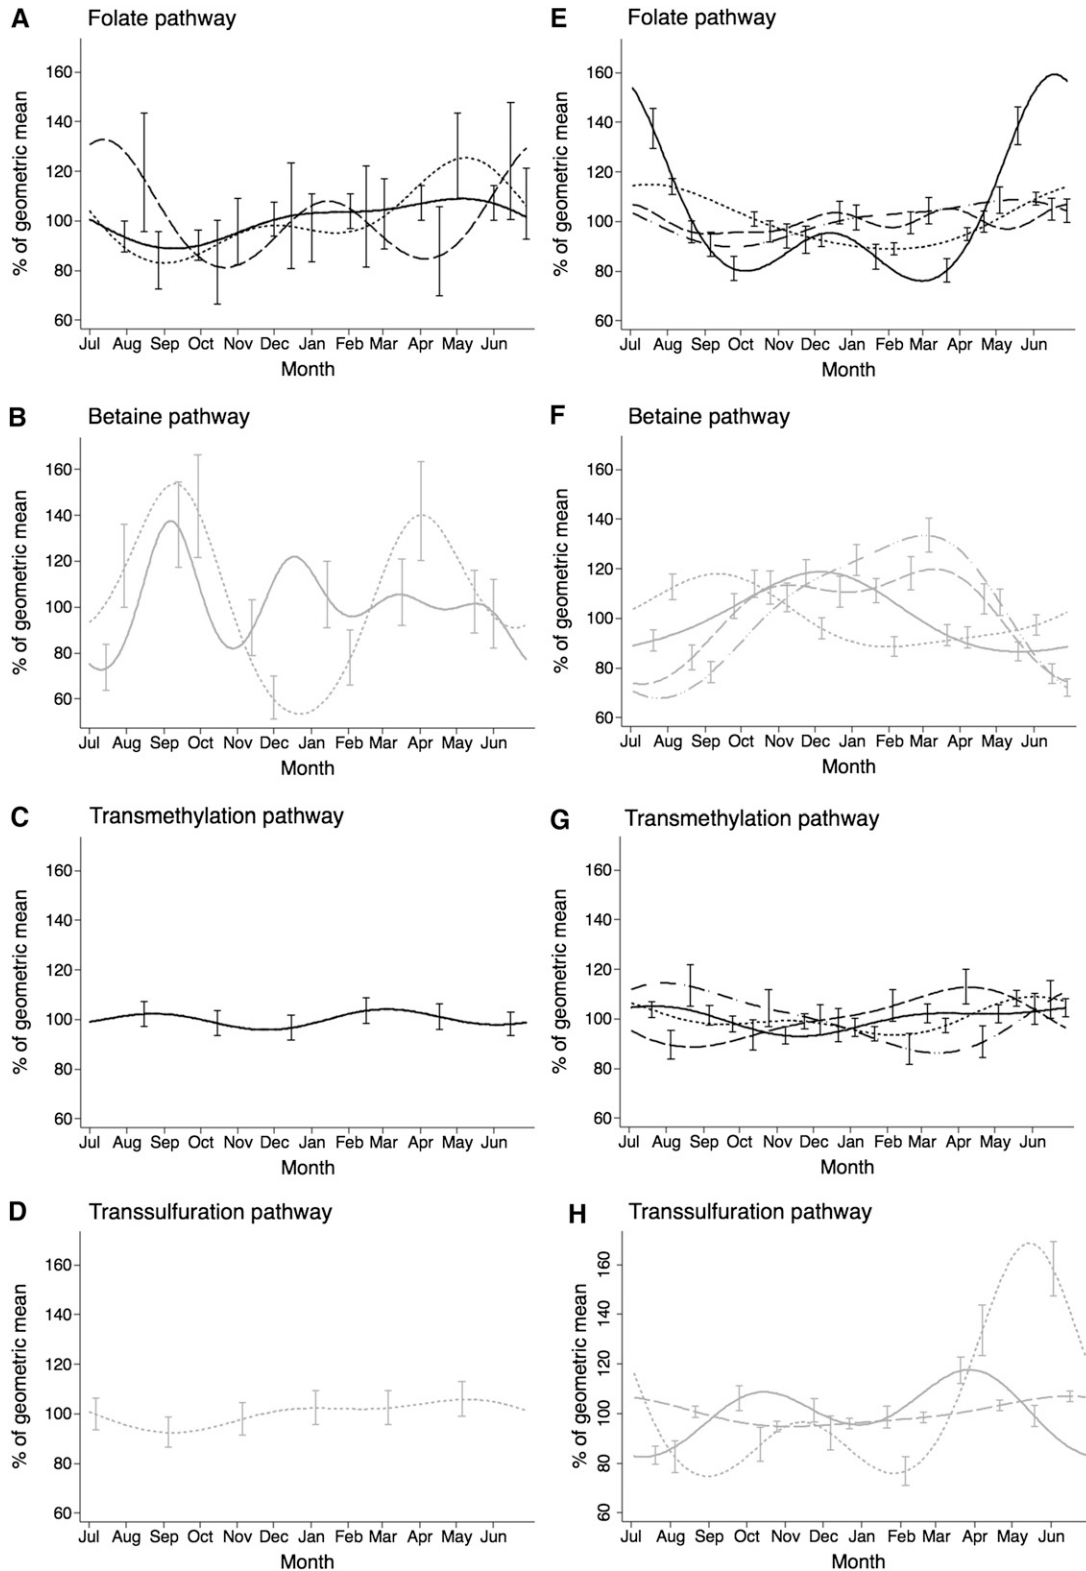 A Folate pathway
% of geometric mean
160
140
120
100
80
60
Jul Aug Sep Oct Nov Dec Jan Feb Mar Apr May Jun
Month
E Folate pathway
% of geometric mean
160
140
120
100
80
60
Jul Aug Sep Oct Nov Dec Jan Feb Mar Apr May Jun
Month
B Betaine pathway
% of geometric mean
160
140
120
100
80
60
Jul Aug Sep Oct Nov Dec Jan Feb Mar Apr May Jun
Month
F Betaine pathway
% of geometric mean
160
140
120
100
80
60
Jul Aug Sep Oct Nov Dec Jan Feb Mar Apr May Jun
Month
C Transmethylation pathway
% of geometric mean
160
140
120
100
80
60
Jul Aug Sep Oct Nov Dec Jan Feb Mar Apr May Jun
Month
G Transmethylation pathway
% of geometric mean
160
140
120
100
80
60
Jul Aug Sep Oct Nov Dec Jan Feb Mar Apr May Jun
Month
D Transsulfuration pathway
% of geometric mean
160
140
120
100
80
60
Jul Aug Sep Oct Nov Dec Jan Feb Mar Apr May Jun
Month
H Transsulfuration pathway
% of geometric mean
160
140
120
100
80
60
Jul Aug Sep Oct Nov Dec Jan Feb Mar Apr May Jun
Month